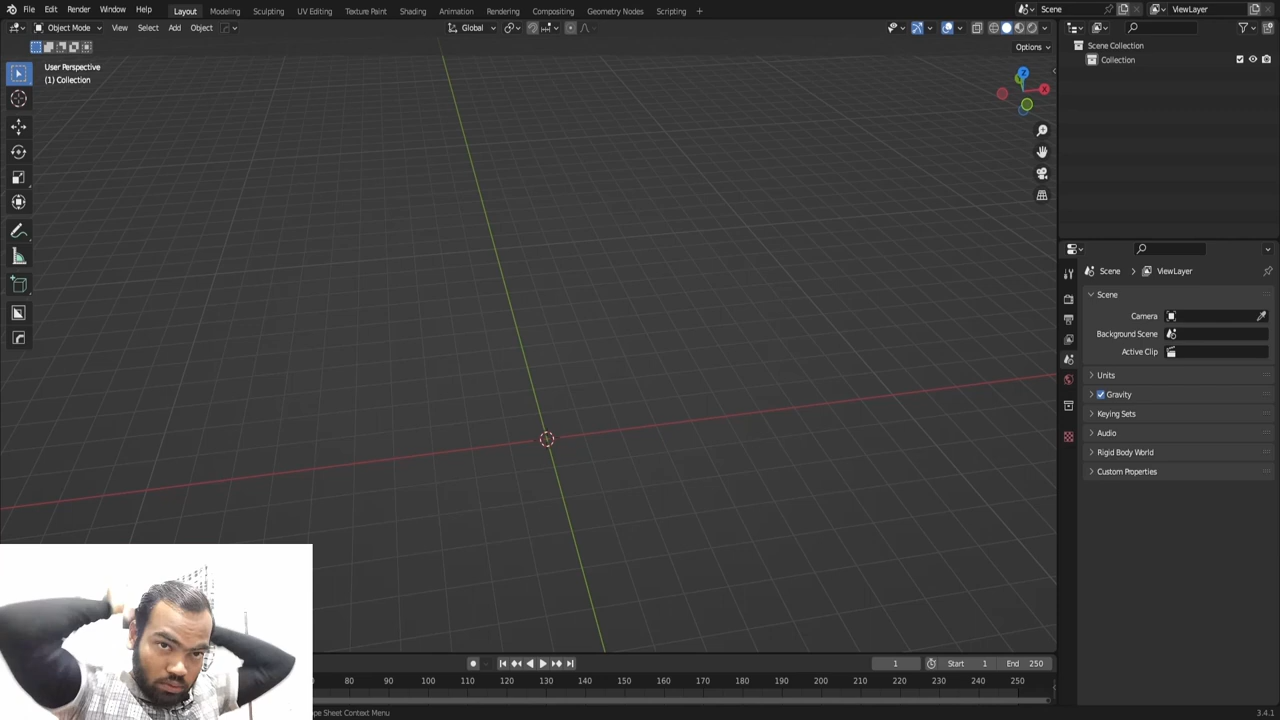 File Edit Render Window Help Layout Modeling Sculpting UV Editing Texture Paint Shading Animation Compositing Rendering Geometry Nodes Scripting + Scene ViewLayer
Object Mode View Select Add Object Global
Options
User Perspective
(1) Collection
Z
X
Scene Collection
Collection
Scene > ViewLayer
Scene
Camera
Background Scene
Active Clip
Units
Gravity
Keying Sets
Audio
Rigid Body World
Custom Properties
1 Start 1 End 250
80 90 100 110 120 130 140 150 160 170 180 190 200 210 220 230 240 250
Sheet Context Menu 3.4.1